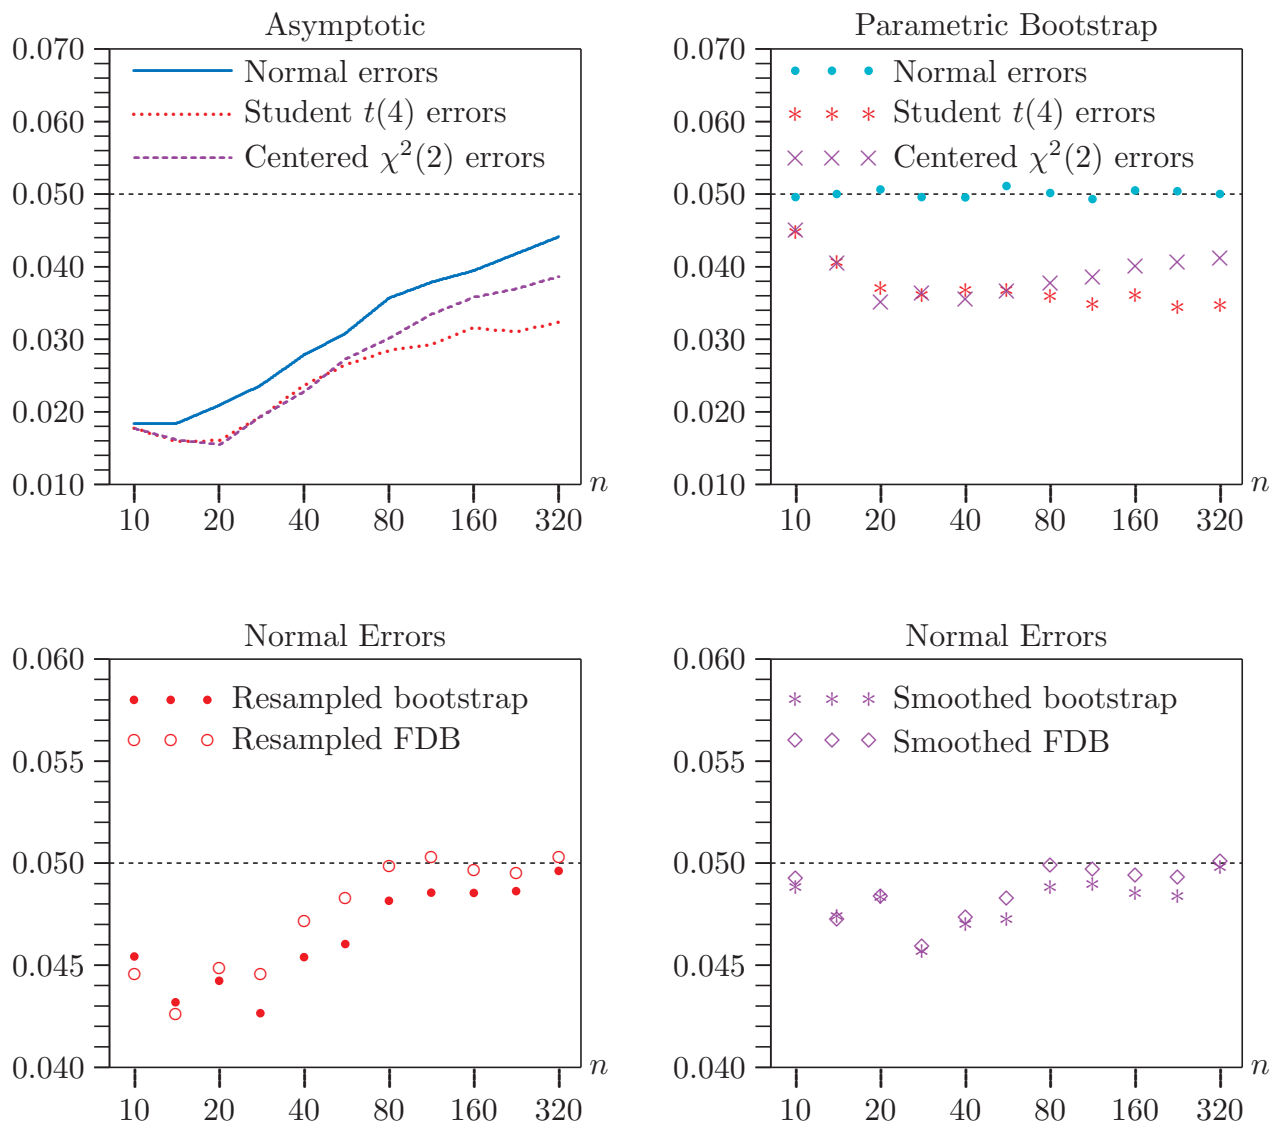 Asymptotic
0.070
0.060
0.050
0.040
0.030
0.020
0.010
Normal errors
Student t(4) errors
Centered χ²(2) errors
10 20 40 80 160 320
n
Parametric Bootstrap
0.070
0.060
0.050
0.040
0.030
0.020
0.010
Normal errors
Student t(4) errors
Centered χ²(2) errors
10 20 40 80 160 320
n
Normal Errors
0.060
0.055
0.050
0.045
0.040
Resampled bootstrap
Resampled FDB
10 20 40 80 160 320
n
Normal Errors
0.060
0.055
0.050
0.045
0.040
Smoothed bootstrap
Smoothed FDB
10 20 40 80 160 320
n